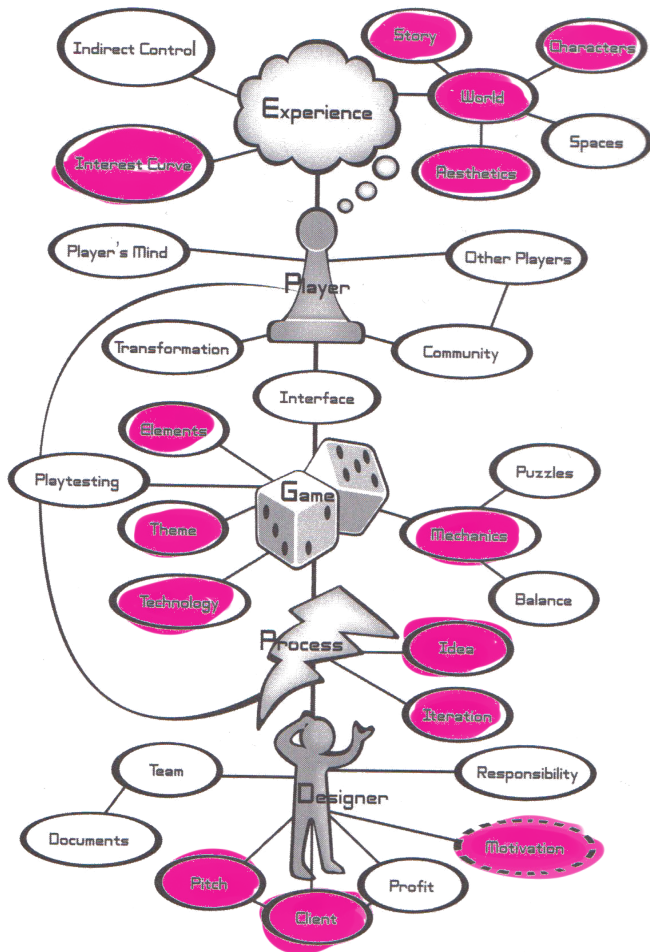 Indirect Control
Story
Characters
Experience
World
Spaces
Interest Curve
Aesthetics
Player's Mind
Other Players
Player
Transformation
Community
Interface
Elements
Puzzles
Playtesting
Game
Theme
Mechanics
Technology
Balance
Process
Idea
Iteration
Team
Responsibility
Designer
Documents
Motivation
Pitch
Profit
Client